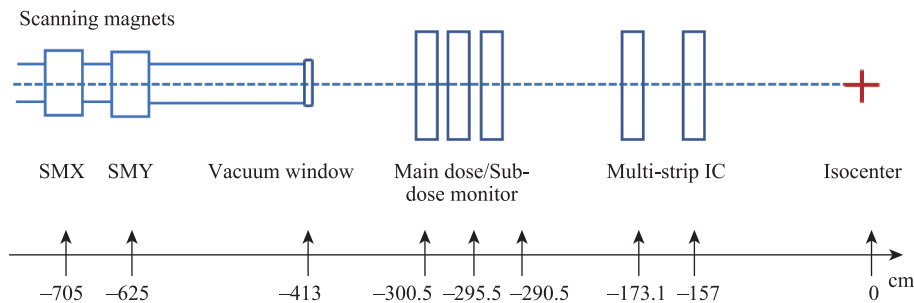 Scanning magnets
SMX SMY Vacuum window Main dose/Sub-dose monitor Multi-strip IC Isocenter
–705 –625 –413 –300.5 –295.5 –290.5 –173.1 –157 0 cm